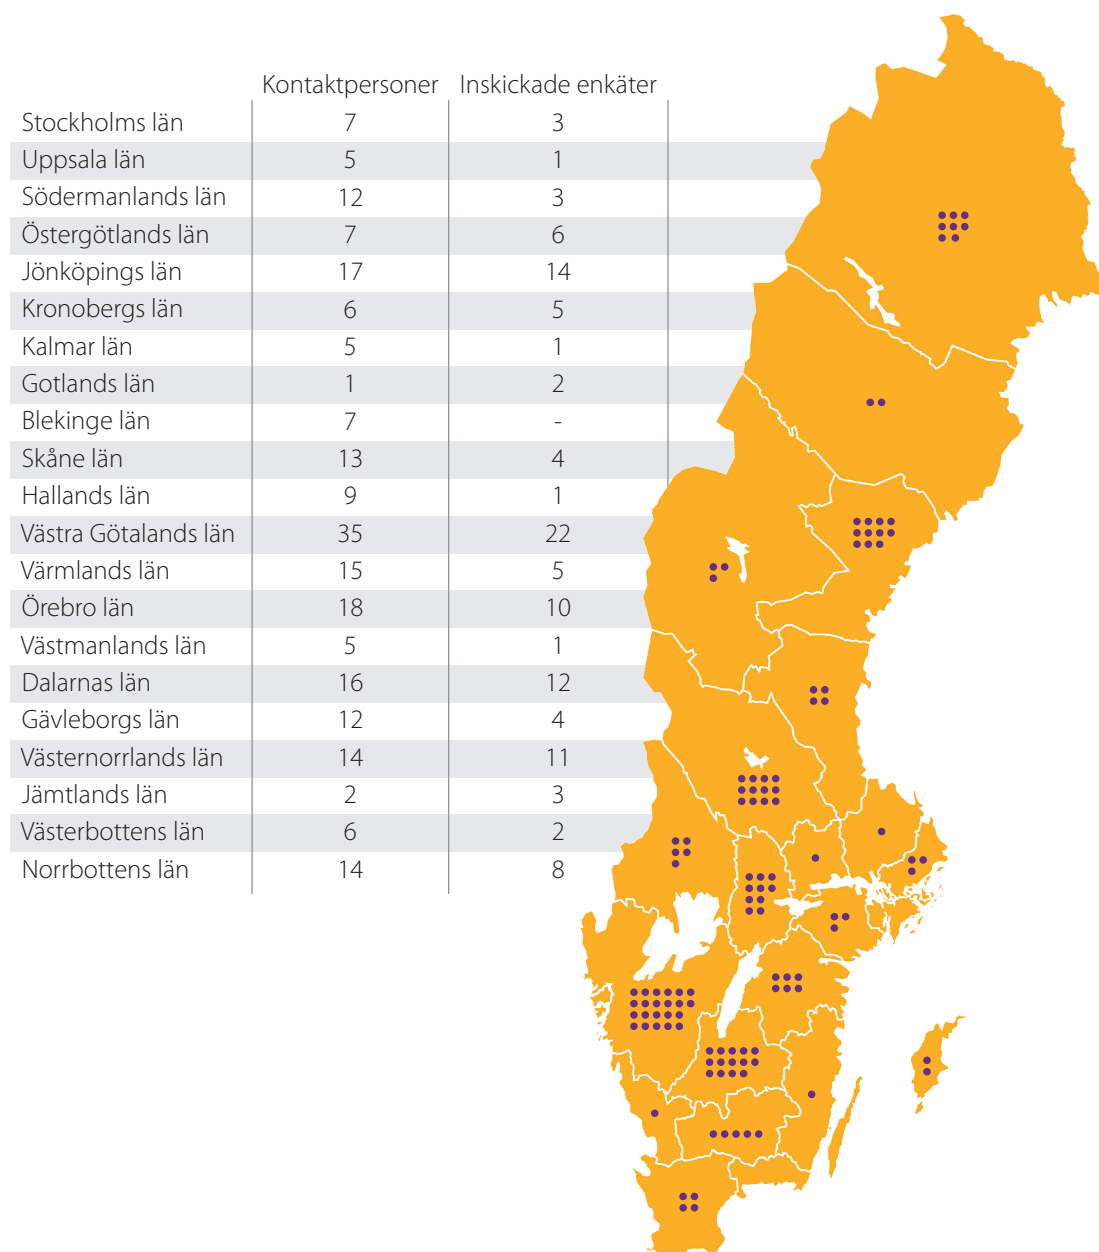 Kontaktpersoner Inskickade enkäter
Stockholms län 7 3
Uppsala län 5 1
Södermanlands län 12 3
Östergötlands län 7 6
Jönköpings län 17 14
Kronobergs län 6 5
Kalmar län 5 1
Gotlands län 1 2
Blekinge län 7 -
Skåne län 13 4
Hallands län 9 1
Västra Götalands län 35 22
Värmlands län 15 5
Örebro län 18 10
Västmanlands län 5 1
Dalarnas län 16 12
Gävleborgs län 12 4
Västernorrlands län 14 11
Jämtlands län 2 3
Västerbottens län 6 2
Norrbottens län 14 8